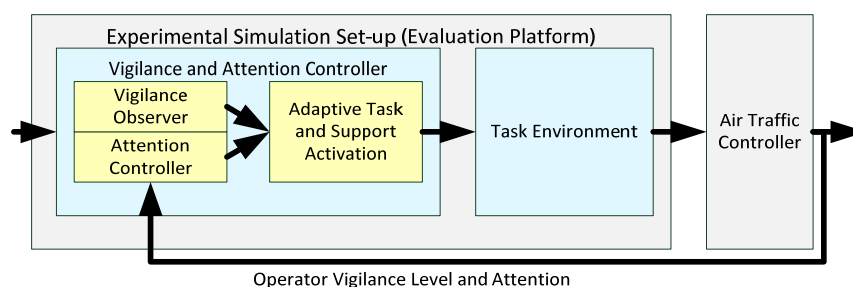 Experimental Simulation Set-up (Evaluation Platform)
Vigilance and Attention Controller
Vigilance
Observer
Attention
Controller
Adaptive Task
and Support
Activation
Task Environment
Air Traffic
Controller
Operator Vigilance Level and Attention